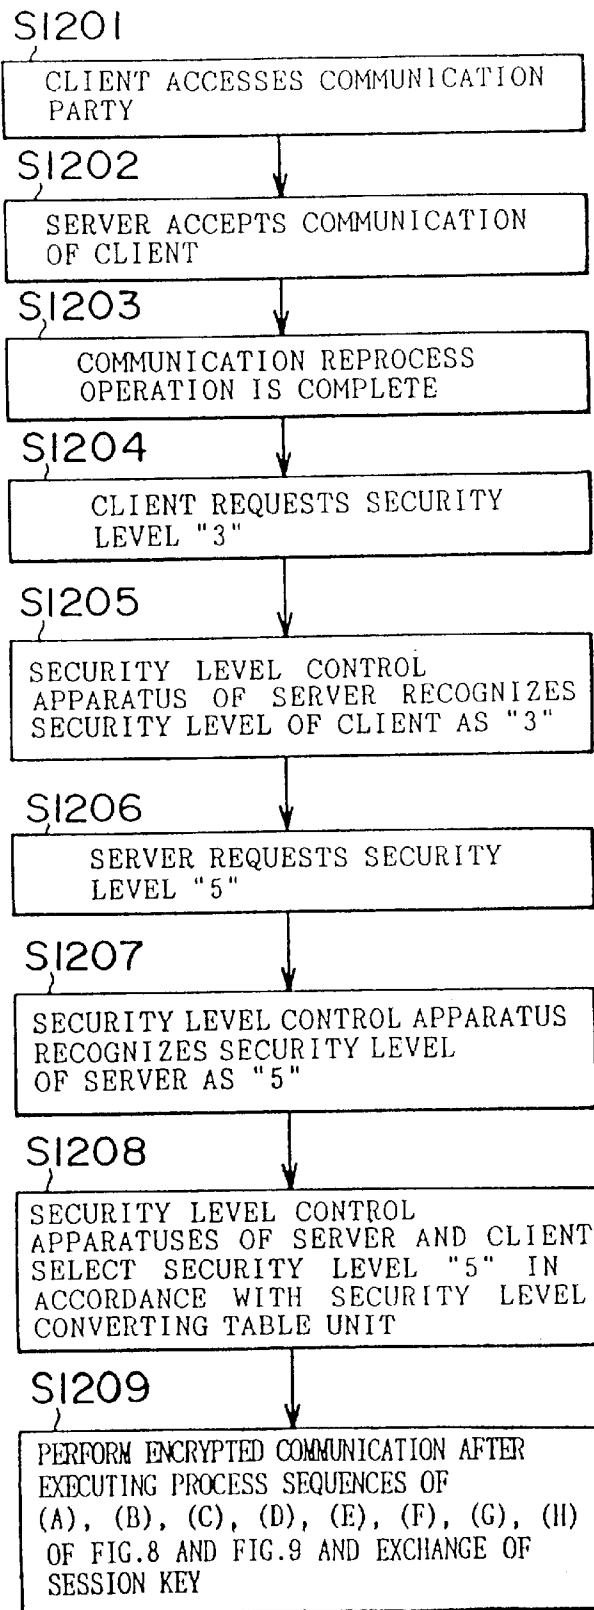 S1201
CLIENT ACCESSES COMMUNICATION
PARTY
S1202
SERVER ACCEPTS COMMUNICATION
OF CLIENT
S1203
COMMUNICATION REPROCESS
OPERATION IS COMPLETE
S1204
CLIENT REQUESTS SECURITY
LEVEL "3"
S1205
SECURITY LEVEL CONTROL
APPARATUS OF SERVER RECOGNIZES
SECURITY LEVEL OF CLIENT AS "3"
S1206
SERVER REQUESTS SECURITY
LEVEL "5"
S1207
SECURITY LEVEL CONTROL APPARATUS
RECOGNIZES SECURITY LEVEL
OF SERVER AS "5"
S1208
SECURITY LEVEL CONTROL
APPARATUSES OF SERVER AND CLIENT
SELECT SECURITY LEVEL "5" IN
ACCORDANCE WITH SECURITY LEVEL
CONVERTING TABLE UNIT
S1209
PERFORM ENCRYPTED COMMUNICATION AFTER
EXECUTING PROCESS SEQUENCES OF
(A), (B), (C), (D), (E), (F), (G), (H)
OF FIG.8 AND FIG.9 AND EXCHANGE OF
SESSION KEY